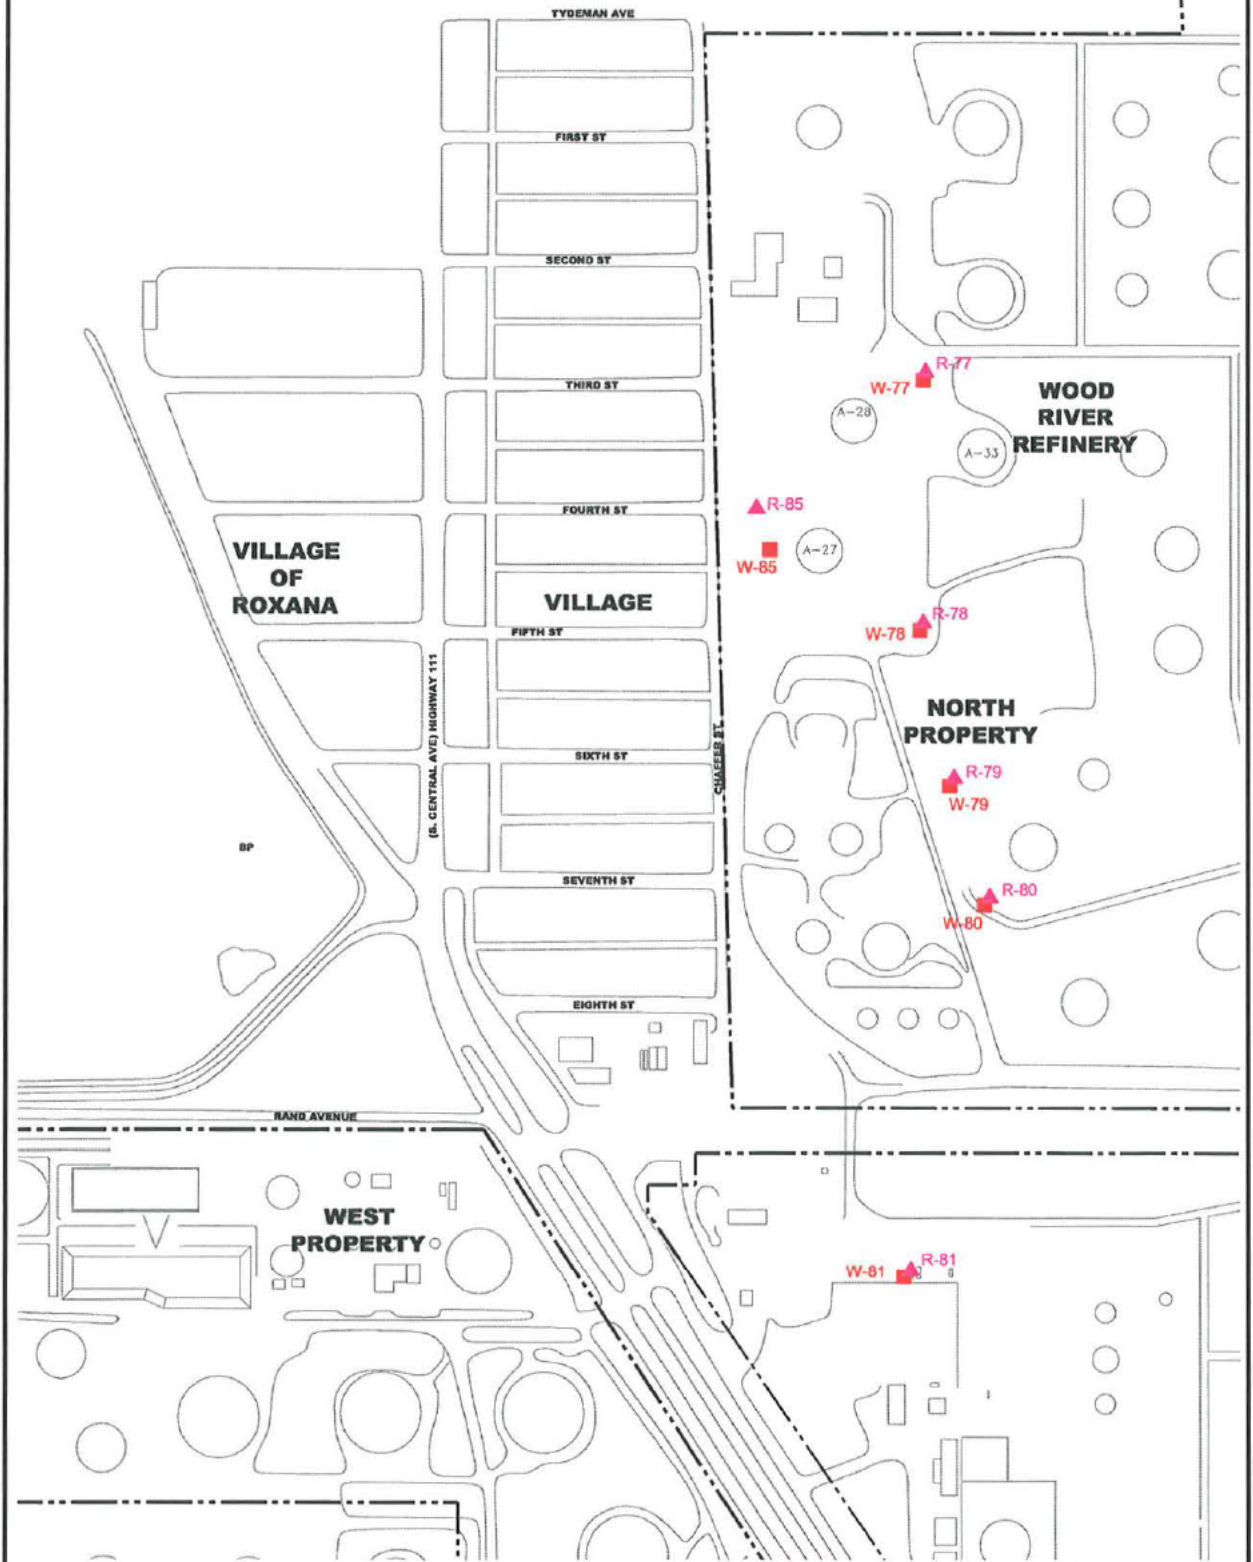 TYDEMAN AVE
FIRST ST
SECOND ST
THIRD ST
R-77
W-77
A-28
WOOD
RIVER
REFINERY
A-33
R-85
FOURTH ST
A-27
W-85
VILLAGE
OF
ROXANA
VILLAGE
R-78
W-78
FIFTH ST
(S. CENTRAL AVE) HIGHWAY 111
CHAFFER ST
NORTH
PROPERTY
SIXTH ST
R-79
W-79
BP
SEVENTH ST
R-80
W-80
EIGHTH ST
RAND AVENUE
WEST
PROPERTY
R-81
W-81